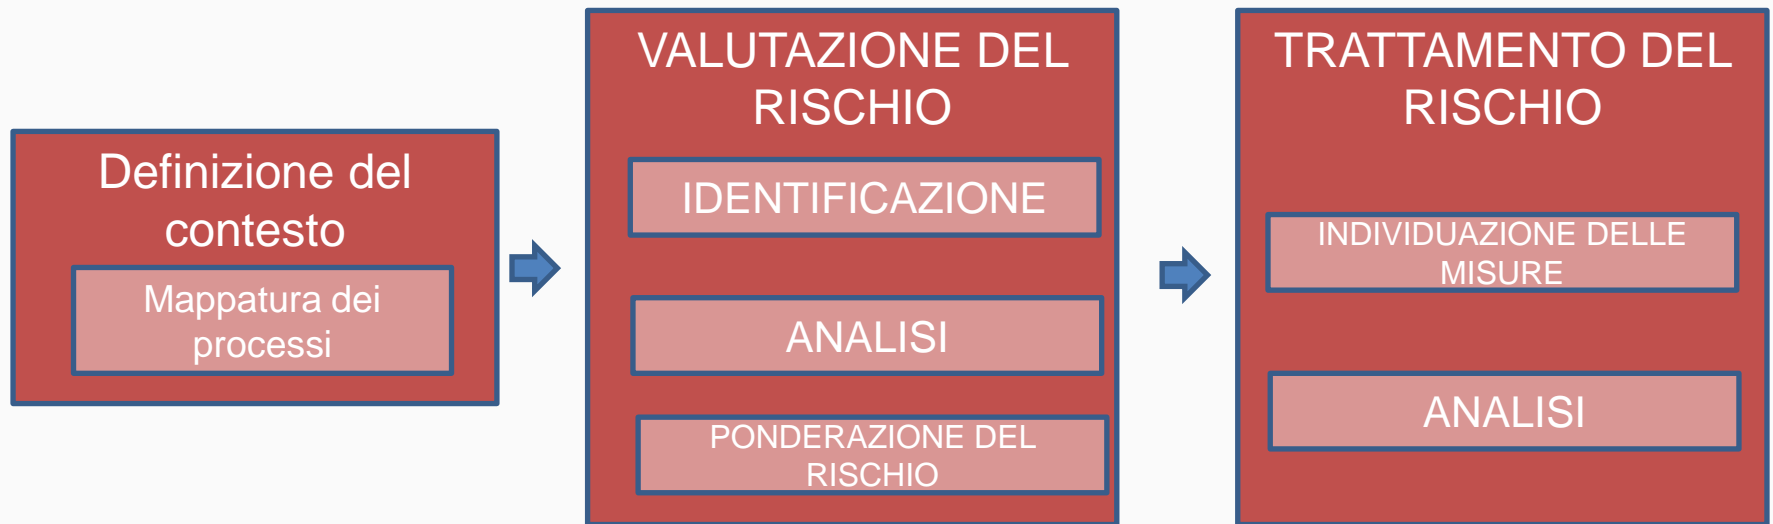 Definizione del
contesto
Mappatura dei
processi
VALUTAZIONE DEL
RISCHIO
IDENTIFICAZIONE
ANALISI
PONDERAZIONE DEL
RISCHIO
TRATTAMENTO DEL
RISCHIO
INDIVIDUAZIONE DELLE
MISURE
ANALISI